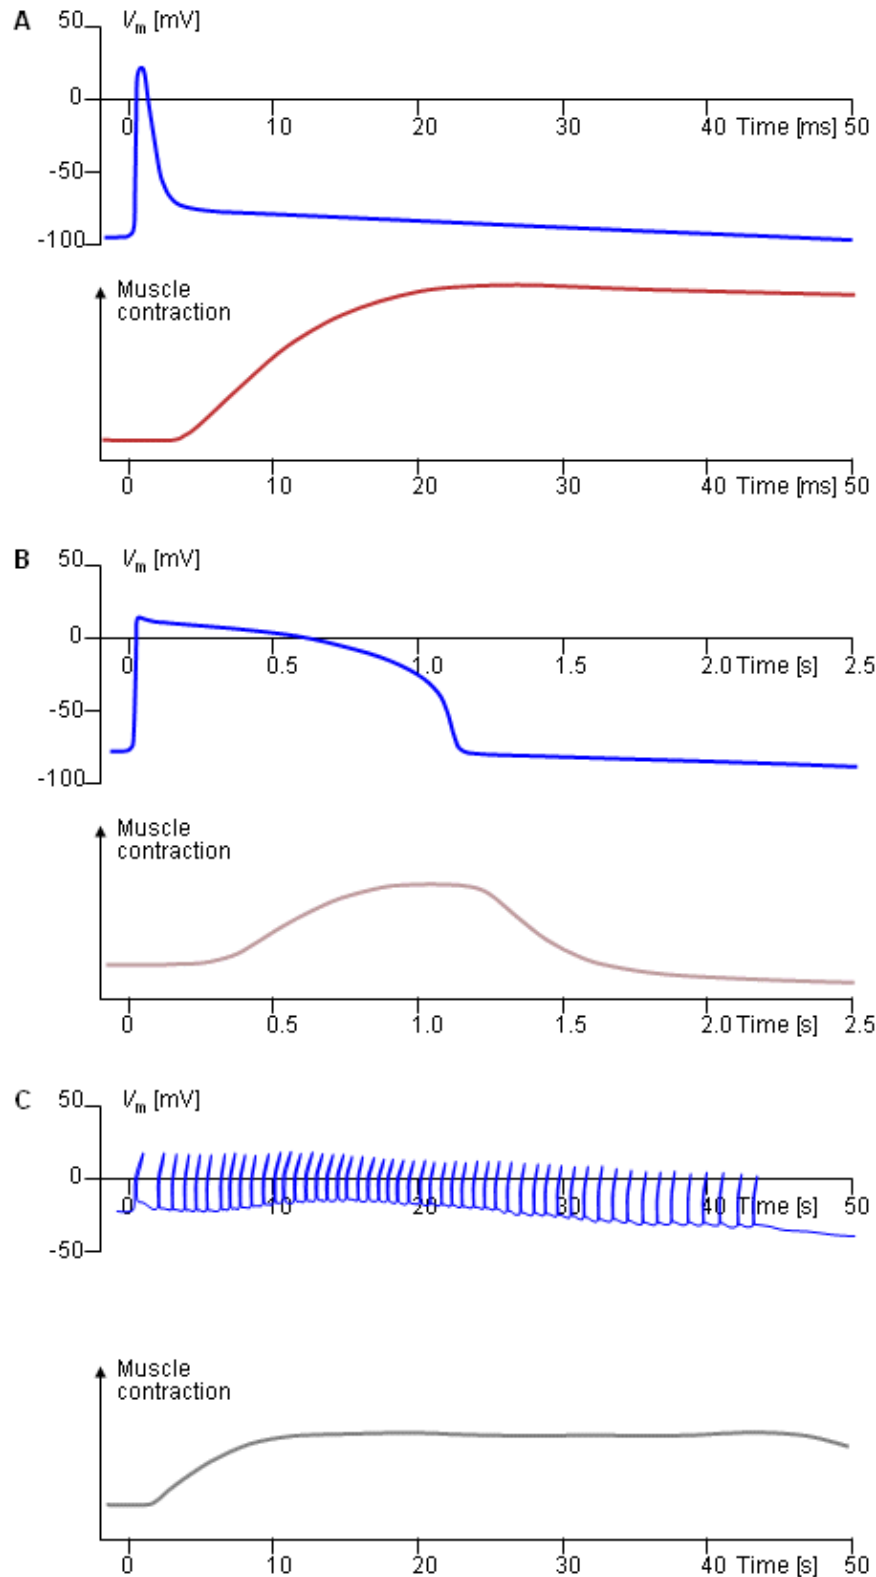 A 50 Vm [mV]
0
0 10 20 30 40 Time [ms] 50
-50
-100
Muscle
contraction
0 10 20 30 40 Time [ms] 50
B 50 Vm [mV]
0
0 0.5 1.0 1.5 2.0 Time [s] 2.5
-50
-100
Muscle
contraction
0 0.5 1.0 1.5 2.0 Time [s] 2.5
C 50 Vm [mV]
0
0 10 20 30 40 Time [s] 50
-50
Muscle
contraction
0 10 20 30 40 Time [s] 50